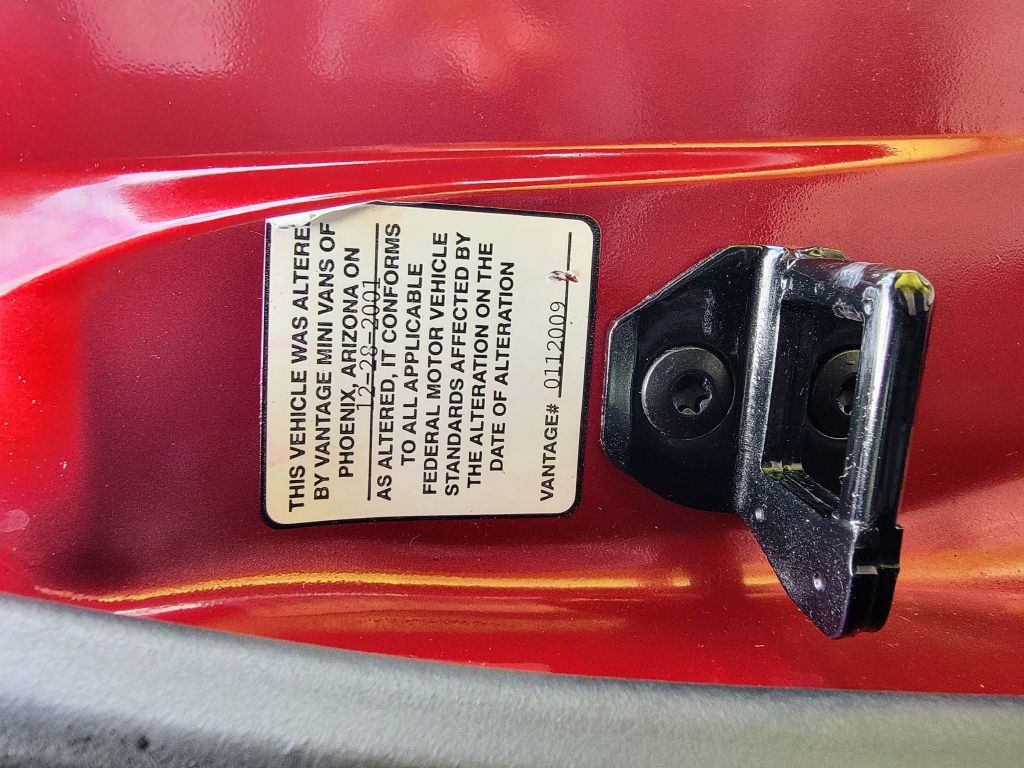 THIS VEHICLE WAS ALTERE
BY VANTAGE MINI VANS OF
PHOENIX, ARIZONA ON
12-28-2001
AS ALTERED, IT CONFORMS
TO ALL APPLICABLE
FEDERAL MOTOR VEHICLE
STANDARDS AFFECTED BY
THE ALTERATION ON THE
DATE OF ALTERATION
VANTAGE# 0112009